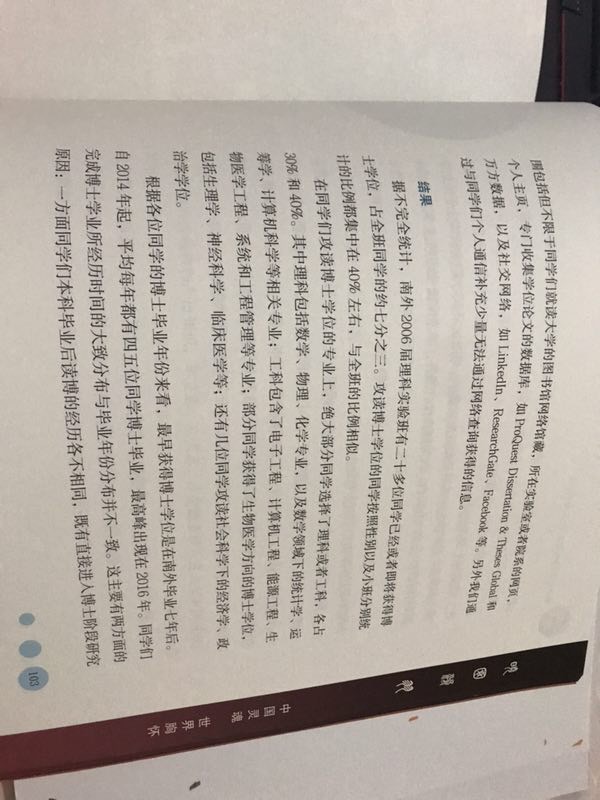 围包括但不限于同学们就读大学的图书馆网络馆藏，所在实验室或者院系的网页，
个人主页、专门收集学位论文的数据库，如 ProQuest Dissertation & Theses Global 和
万方数据，以及社交网络，如 LinkedIn、ResearchGate、Facebook 等。另外我们通
过与同学们个人通信补充少量无法通过网络查询获得的信息。
结果
据不完全统计，南外 2006 届理科实验班有二十多位同学已经或者即将获得博
士学位，占全班同学的约七分之三。攻读博士学位的同学按照性别以及小班分别统
计的比例都集中在 40% 左右，与全班的比例相似。
在同学们攻读博士学位的专业上，绝大部分同学选择了理科或者工科，各占
30% 和 40%。其中理科包括数学、物理、化学专业，以及数学领域下的统计学、运
筹学、计算机科学等相关专业；工科包含了电子工程、计算机工程、能源工程、生
物医学工程、系统和工程管理等专业；部分同学获得了生物医学方向的博士学位，
包括生理学、神经科学、临床医学等；还有几位同学攻读社会科学下的经济学、政
治学学位。
根据各位同学的博士毕业年份来看，最早获得博士学位是在南外毕业七年后。
自 2014 年起，平均每年都有四五位同学博士毕业，最高峰出现在 2016 年。同学们
完成博士学业所经历时间的大致分布与毕业年份分布并不一致。这主要有两方面的
原因：一方面同学们本科毕业后读博的经历各不相同，既有直接进入博士阶段研究
103
中国灵魂 世界胸怀